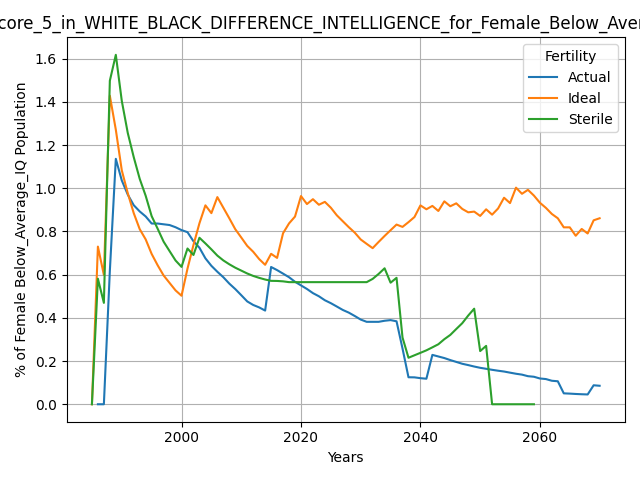 core_5_in_WHITE_BLACK_DIFFERENCE_INTELLIGENCE_for_Female_Below_Aver
Fertility
Actual
Ideal
Sterile
% of Female Below_Average_IQ Population
1.6
1.4
1.2
1.0
0.8
0.6
0.4
0.2
0.0
2000
2020
2040
2060
Years